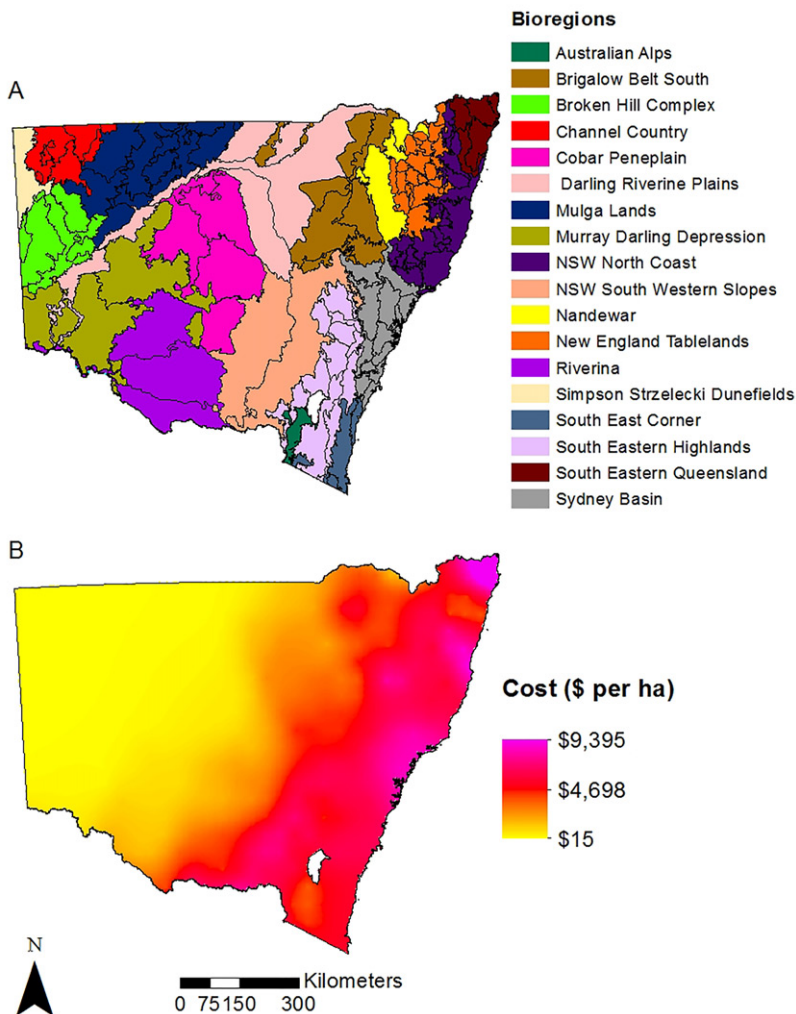 Bioregions
A
Australian Alps
Brigalow Belt South
Broken Hill Complex
Channel Country
Cobar Peneplain
Darling Riverine Plains
Mulga Lands
Murray Darling Depression
NSW North Coast
NSW South Western Slopes
Nandewar
New England Tablelands
Riverina
Simpson Strzelecki Dunefields
South East Corner
South Eastern Highlands
South Eastern Queensland
Sydney Basin
B
Cost ($ per ha)
$9,395
$4,698
$15
N
Kilometers
0 75150 300